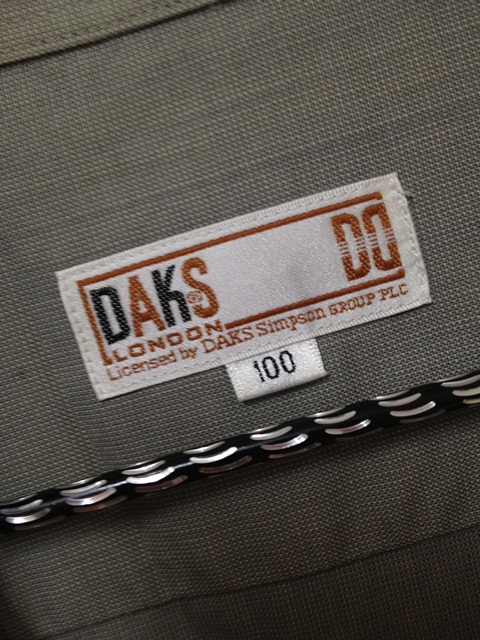 DAKS DD
LONDON
Licensed by DAKS Simpson GROUP PLC
100